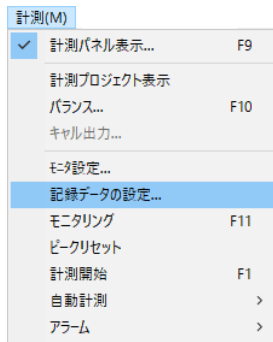 計測(M)
計測パネル表示... F9
計測プロジェクト表示
バランス... F10
キャル出力...
モニタ設定...
記録データの設定...
モニタリング F11
ピークリセット
計測開始 F1
自動計測 >
アラーム >